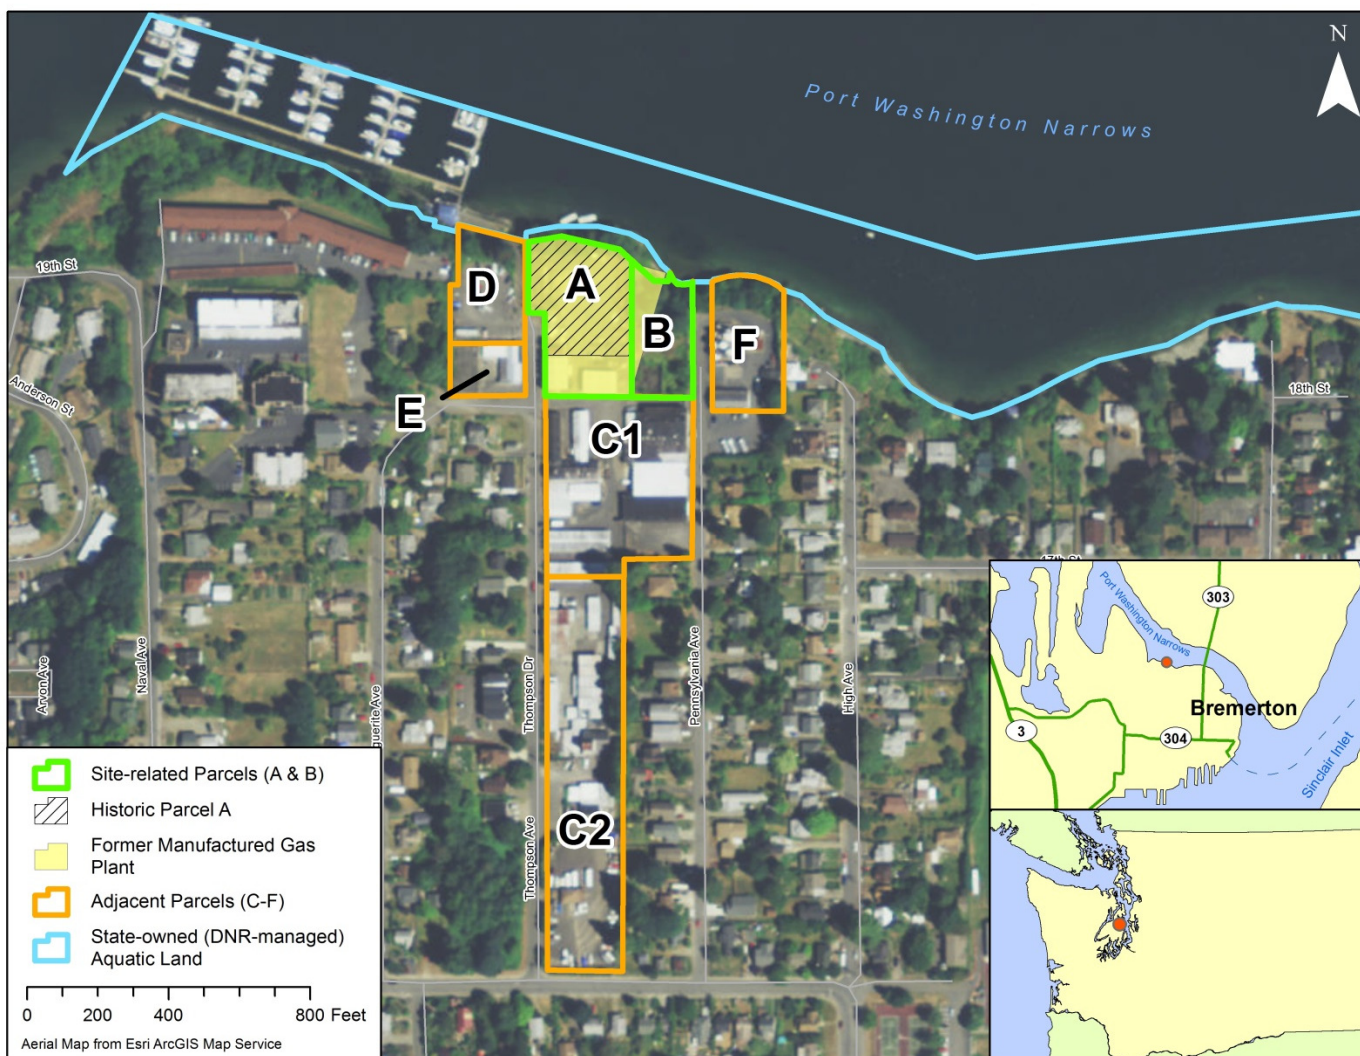 N
Port Washington Narrows
19th St
Anderson St
D
A
B
F
E
C1
18th St
17th St
Arvon Ave
Naval Ave
Thompson Dr
Pennsylvania Ave
High Ave
Thompson Ave
C2
Site-related Parcels (A & B)
Historic Parcel A
Former Manufactured Gas
Plant
Adjacent Parcels (C-F)
State-owned (DNR-managed)
Aquatic Land
0 200 400 800 Feet
Aerial Map from Esri ArcGIS Map Service
Port Washington Narrows
303
Bremerton
3
304
Sinclair Inlet